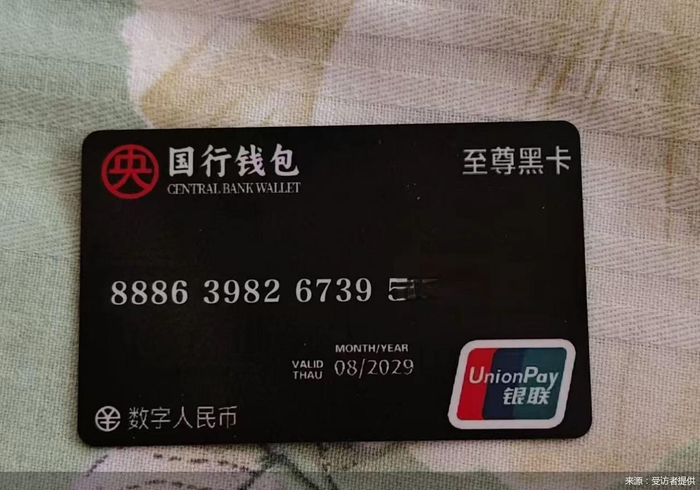 央 国行钱包 至尊黑卡
CENTRAL BANK WALLET
8886 3982 6739 5
MONTH/YEAR
VALID
THAU 08/2029
UnionPay
银联
数字人民币
来源：受访者提供